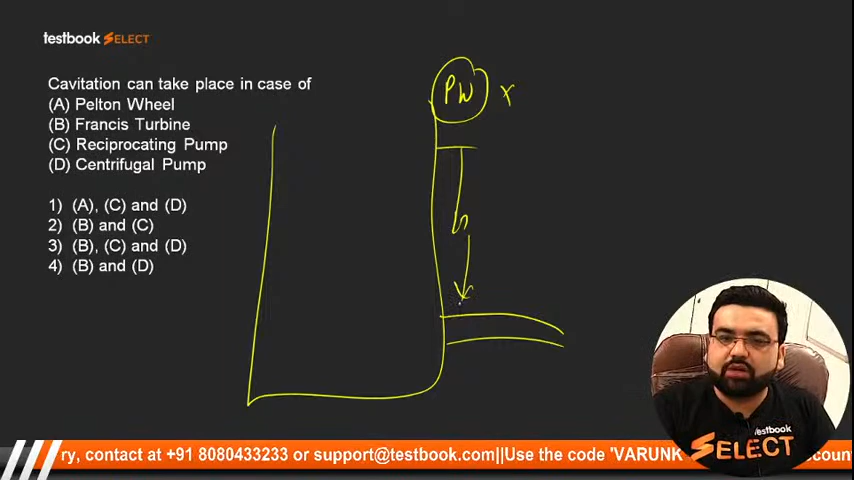 testbook SELECT
Cavitation can take place in case of
(A) Pelton Wheel
(B) Francis Turbine
(C) Reciprocating Pump
(D) Centrifugal Pump
1) (A), (C) and (D)
2) (B) and (C)
3) (B), (C) and (D)
4) (B) and (D)
PW x
h
testbook
SELECT
ry, contact at +91 8080433233 or support@testbook.com||Use the code 'VARUNK